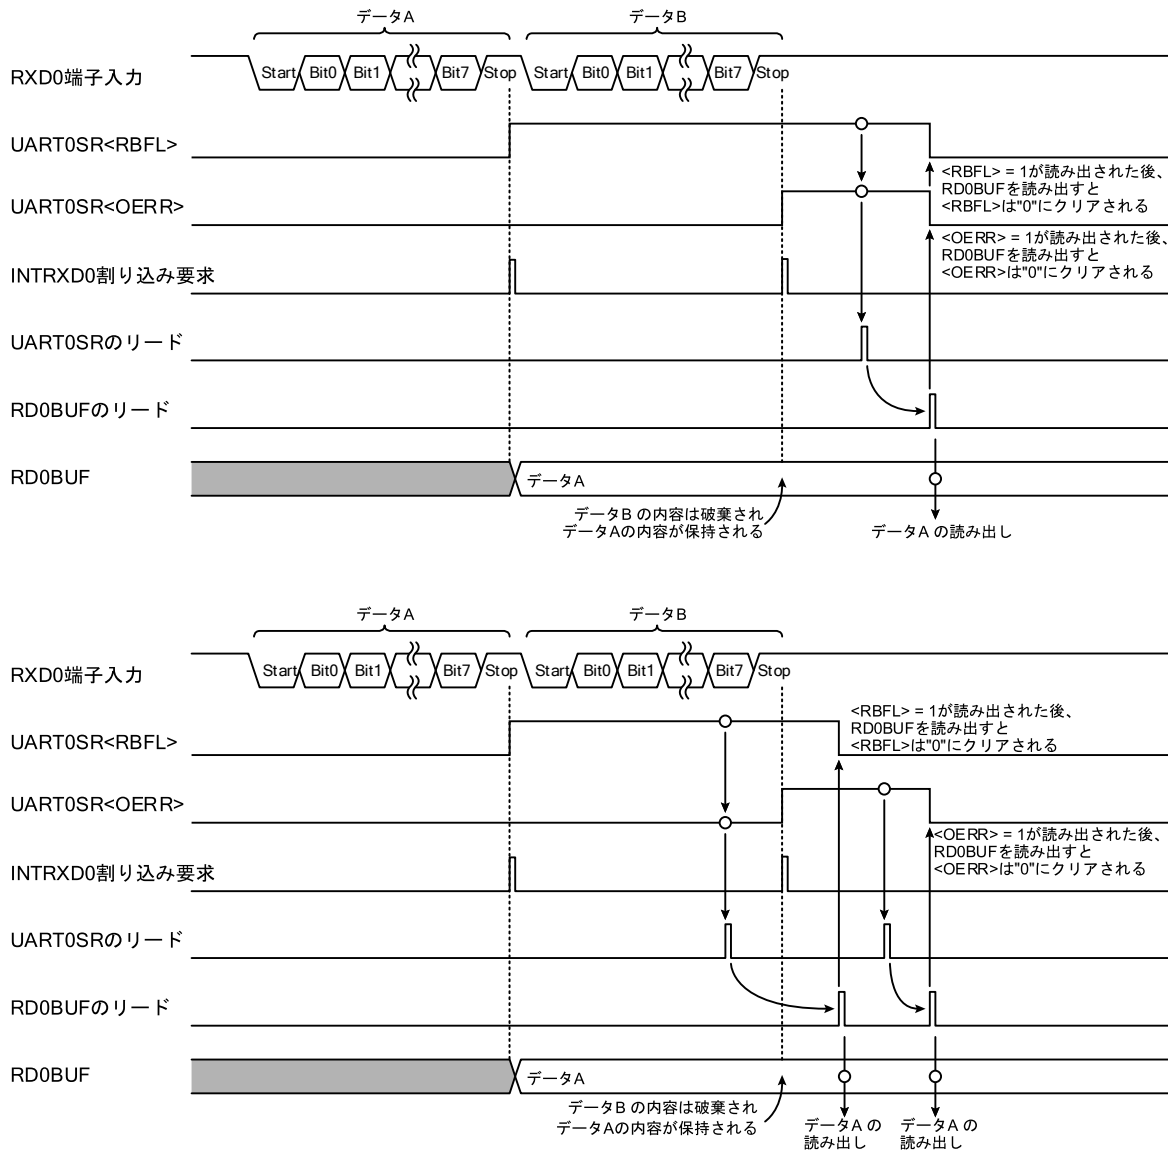 データA
データB
RXD0端子入力
Start Bit0 Bit1 Bit7 Stop Start Bit0 Bit1 Bit7 Stop
UART0SR<RBFL>
<RBFL> = 1が読み出された後、
RD0BUFを読み出すと
<RBFL>は"0"にクリアされる
UART0SR<OERR>
<OERR> = 1が読み出された後、
RD0BUFを読み出すと
<OERR>は"0"にクリアされる
INTRXD0割り込み要求
UART0SRのリード
RD0BUFのリード
RD0BUF
データA
データB の内容は破棄され
データAの内容が保持される
データA の読み出し
データA
データB
RXD0端子入力
Start Bit0 Bit1 Bit7 Stop Start Bit0 Bit1 Bit7 Stop
UART0SR<RBFL>
<RBFL> = 1が読み出された後、
RD0BUFを読み出すと
<RBFL>は"0"にクリアされる
UART0SR<OERR>
<OERR> = 1が読み出された後、
RD0BUFを読み出すと
<OERR>は"0"にクリアされる
INTRXD0割り込み要求
UART0SRのリード
RD0BUFのリード
RD0BUF
データA
データB の内容は破棄され
データAの内容が保持される
データA の
読み出し
データA の
読み出し